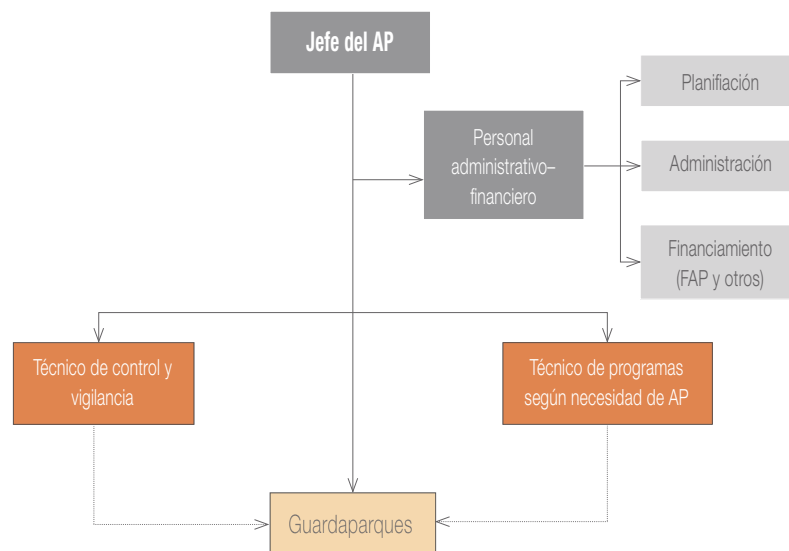 Jefe del AP
Personal
administrativo–
financiero
Planifiación
Administración
Financiamiento
(FAP y otros)
Técnico de control y
vigilancia
Técnico de programas
según necesidad de AP
Guardaparques